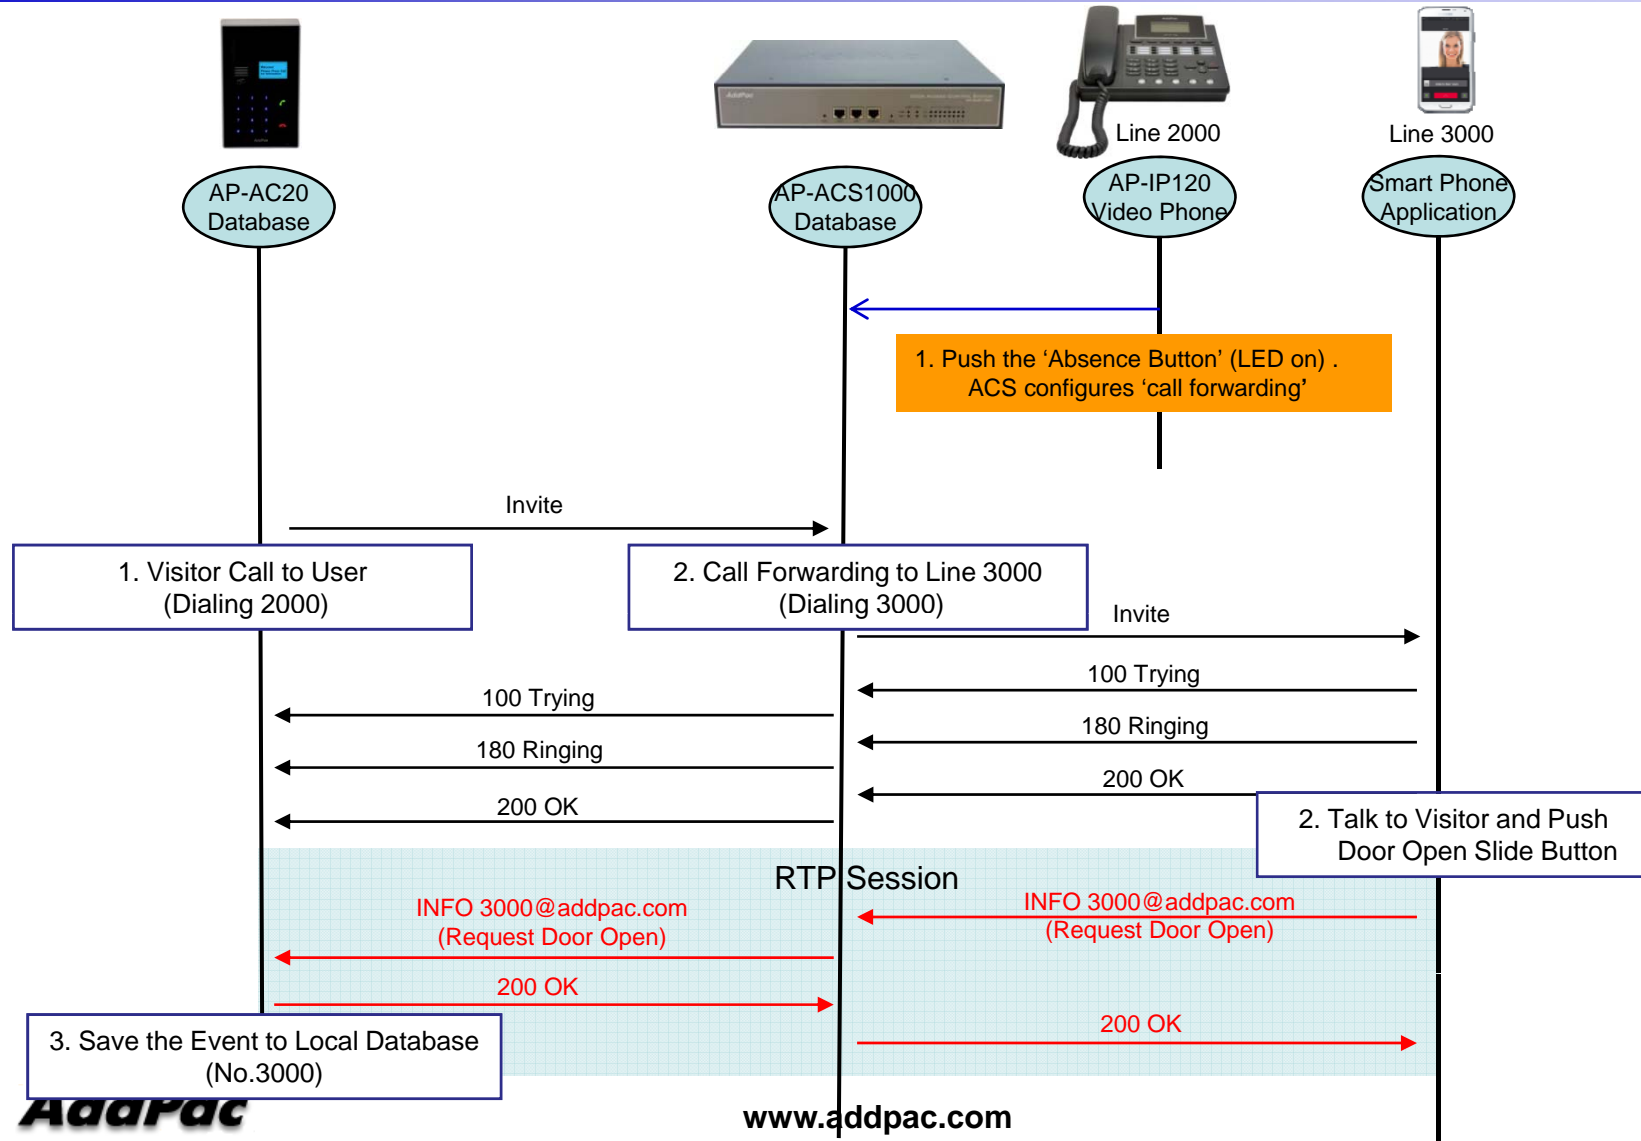 Line 2000
Line 3000
AP-AC20
Database
AP-ACS1000
Database
AP-IP120
Video Phone
Smart Phone
Application
1. Push the ‘Absence Button’ (LED on) .
ACS configures ‘call forwarding’
Invite
1. Visitor Call to User
(Dialing 2000)
2. Call Forwarding to Line 3000
(Dialing 3000)
Invite
100 Trying
100 Trying
180 Ringing
180 Ringing
200 OK
200 OK
2. Talk to Visitor and Push
Door Open Slide Button
RTP Session
INFO 3000@addpac.com
(Request Door Open)
INFO 3000@addpac.com
(Request Door Open)
200 OK
200 OK
3. Save the Event to Local Database
(No.3000)
AddPac
www.addpac.com